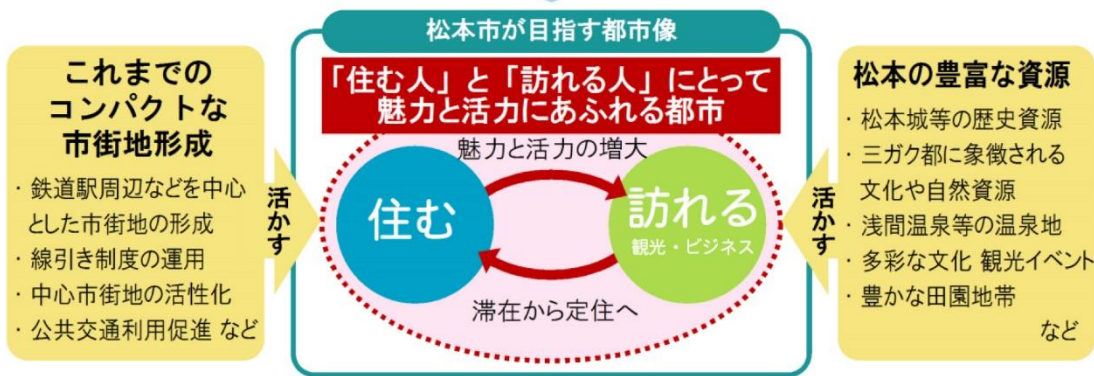 松本市が目指す都市像
「住む人」と「訪れる人」にとって
魅力と活力にあふれる都市
これまでの
コンパクトな
市街地形成
・鉄道駅周辺などを中心
とした市街地の形成
・線引き制度の運用
・中心市街地の活性化
・公共交通利用促進 など
活かす
魅力と活力の増大
住む
訪れる
観光・ビジネス
滞在から定住へ
活かす
松本の豊富な資源
・松本城等の歴史資源
・三ガク都に象徴される
文化や自然資源
・浅間温泉等の温泉地
・多彩な文化 観光イベント
・豊かな田園地帯
など